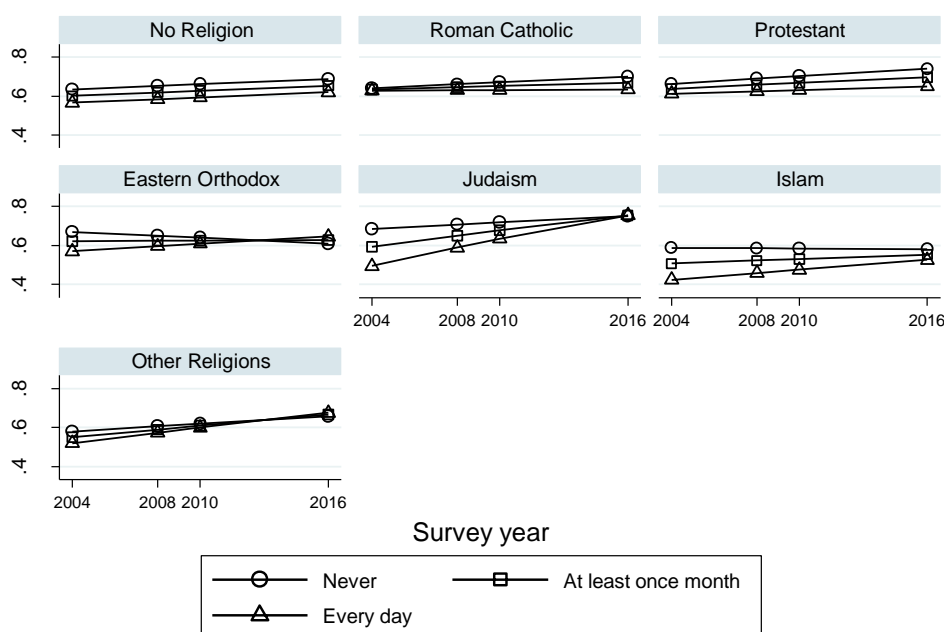 No Religion
Roman Catholic
Protestant
.8
.6
.4
Eastern Orthodox
Judaism
Islam
.8
.6
.4
2004 2008 2010 2016
2004 2008 2010 2016
Other Religions
.8
.6
.4
2004 2008 2010 2016
Survey year
Never
At least once month
Every day